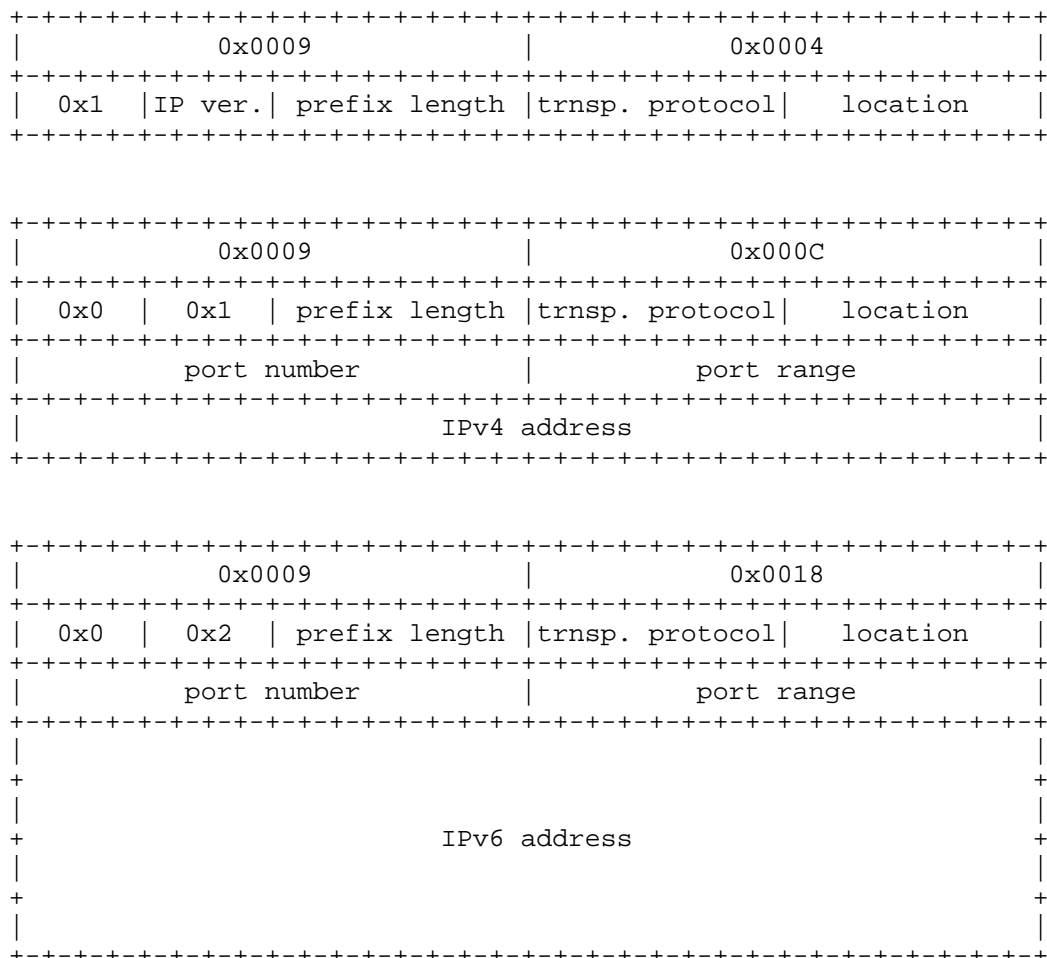 +-+-+-+-+-+-+-+-+-+-+-+-+-+-+-+-+-+-+-+-+-+-+-+-+-+-+-+-+-+-+-+-+
|            0x0009             |            0x0004             |
+-+-+-+-+-+-+-+-+-+-+-+-+-+-+-+-+-+-+-+-+-+-+-+-+-+-+-+-+-+-+-+-+
|  0x1  |IP ver.| prefix length |trnsp. protocol|   location    |
+-+-+-+-+-+-+-+-+-+-+-+-+-+-+-+-+-+-+-+-+-+-+-+-+-+-+-+-+-+-+-+-+

+-+-+-+-+-+-+-+-+-+-+-+-+-+-+-+-+-+-+-+-+-+-+-+-+-+-+-+-+-+-+-+-+
|            0x0009             |            0x000C             |
+-+-+-+-+-+-+-+-+-+-+-+-+-+-+-+-+-+-+-+-+-+-+-+-+-+-+-+-+-+-+-+-+
|  0x0  |  0x1  | prefix length |trnsp. protocol|   location    |
+-+-+-+-+-+-+-+-+-+-+-+-+-+-+-+-+-+-+-+-+-+-+-+-+-+-+-+-+-+-+-+-+
|          port number          |          port range           |
+-+-+-+-+-+-+-+-+-+-+-+-+-+-+-+-+-+-+-+-+-+-+-+-+-+-+-+-+-+-+-+-+
|                          IPv4 address                         |
+-+-+-+-+-+-+-+-+-+-+-+-+-+-+-+-+-+-+-+-+-+-+-+-+-+-+-+-+-+-+-+-+

+-+-+-+-+-+-+-+-+-+-+-+-+-+-+-+-+-+-+-+-+-+-+-+-+-+-+-+-+-+-+-+-+
|            0x0009             |            0x0018             |
+-+-+-+-+-+-+-+-+-+-+-+-+-+-+-+-+-+-+-+-+-+-+-+-+-+-+-+-+-+-+-+-+
|  0x0  |  0x2  | prefix length |trnsp. protocol|   location    |
+-+-+-+-+-+-+-+-+-+-+-+-+-+-+-+-+-+-+-+-+-+-+-+-+-+-+-+-+-+-+-+-+
|          port number          |          port range           |
+-+-+-+-+-+-+-+-+-+-+-+-+-+-+-+-+-+-+-+-+-+-+-+-+-+-+-+-+-+-+-+-+
|                                                               |
+                                                               +
|                                                               |
+                          IPv6 address                         +
|                                                               |
+                                                               +
|                                                               |
+-+-+-+-+-+-+-+-+-+-+-+-+-+-+-+-+-+-+-+-+-+-+-+-+-+-+-+-+-+-+-+-+